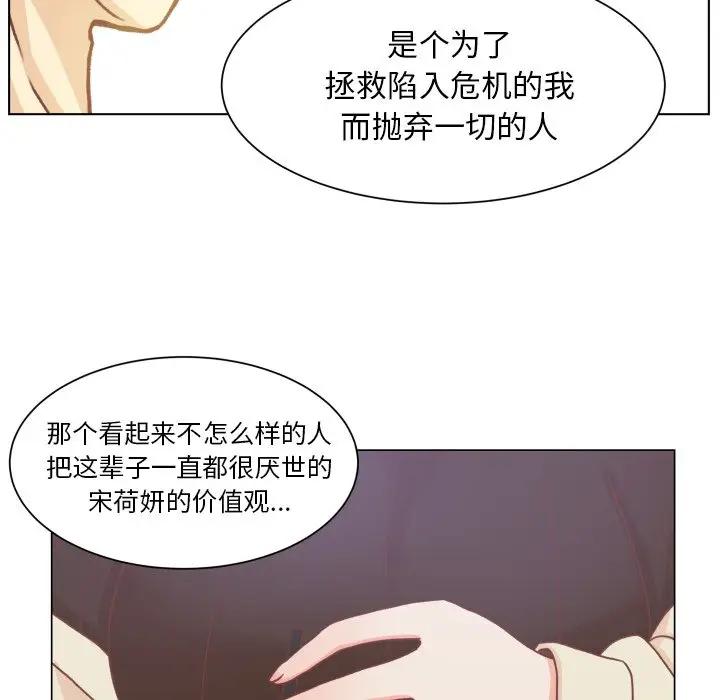 是个为了
拯救陷入危机的我
而抛弃一切的人
那个看起来不怎么样的人
把这辈子一直都很厌世的
宋荷妍的价值观...